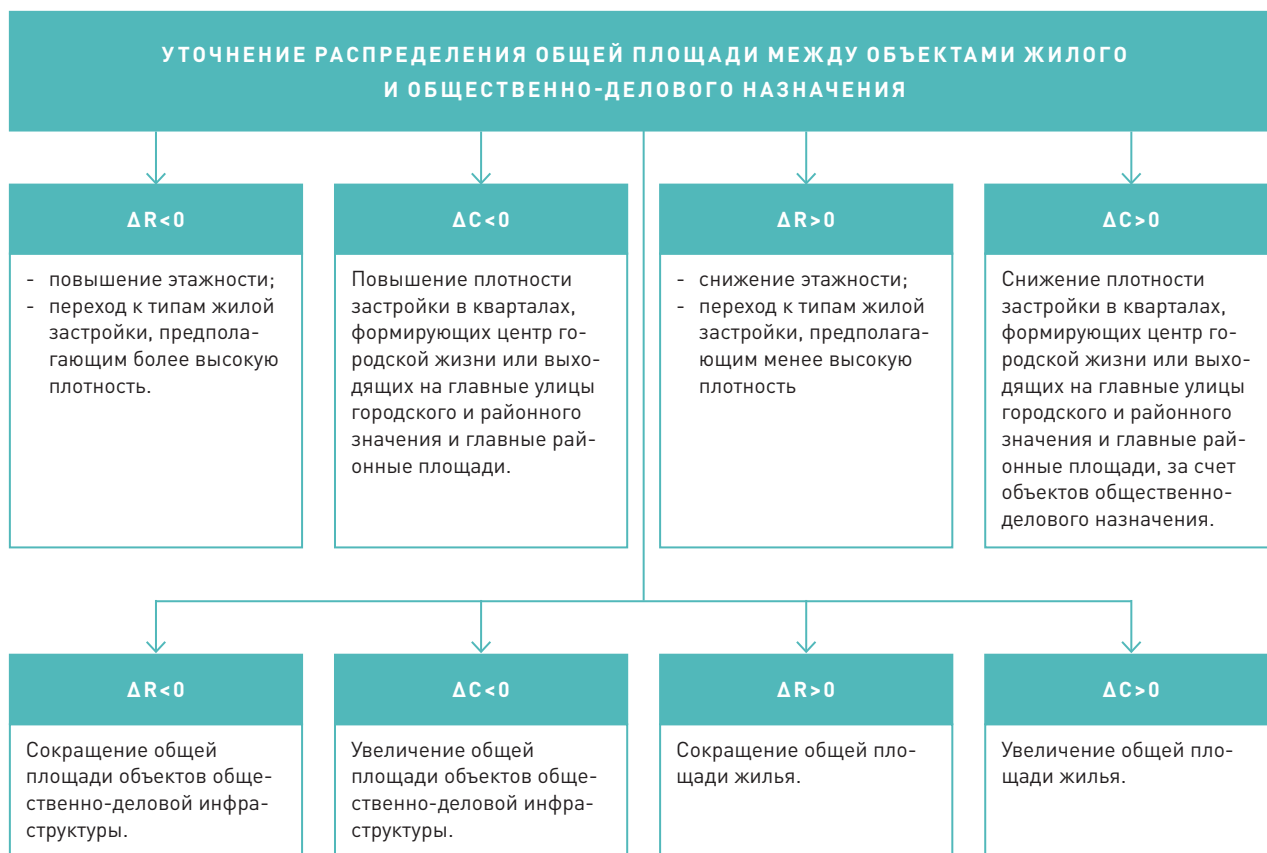 УТОЧНЕНИЕ РАСПРЕДЕЛЕНИЯ ОБЩЕЙ ПЛОЩАДИ МЕЖДУ ОБЪЕКТАМИ ЖИЛОГО
И ОБЩЕСТВЕННО-ДЕЛОВОГО НАЗНАЧЕНИЯ
ΔR<0
- повышение этажности;
- переход к типам жилой
застройки, предпола-
гающим более высокую
плотность.
ΔC<0
Повышение плотности
застройки в кварталах,
формирующих центр го-
родской жизни или выхо-
дящих на главные улицы
городского и районного
значения и главные рай-
онные площади.
ΔR>0
- снижение этажности;
- переход к типам жилой
застройки, предполага-
ющим менее высокую
плотность
ΔC>0
Снижение плотности
застройки в кварталах,
формирующих центр го-
родской жизни или выхо-
дящих на главные улицы
городского и районного
значения и главные рай-
онные площади, за счет
объектов общественно-
делового назначения.
ΔR<0
Сокращение общей
площади объектов обще-
ственно-деловой инфра-
структуры.
ΔC<0
Увеличение общей
площади объектов обще-
ственно-деловой инфра-
структуры.
ΔR>0
Сокращение общей пло-
щади жилья.
ΔC>0
Увеличение общей пло-
щади жилья.